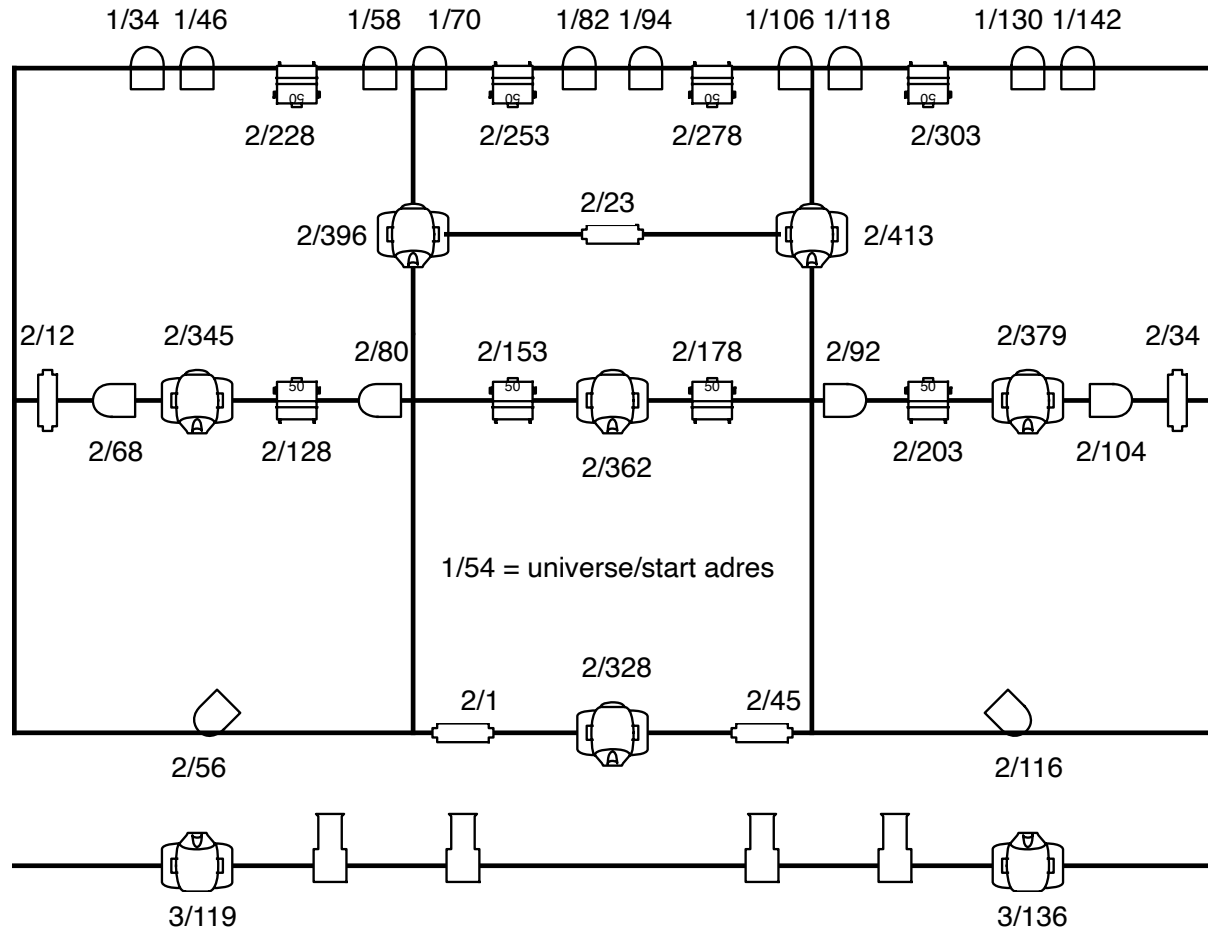 1/34 1/46 1/58 1/70 1/82 1/94 1/106 1/118 1/130 1/142
50 50 50 50
2/228 2/253 2/278 2/303
2/23
2/396 2/413
2/12 2/345 2/80 2/153 2/178 2/92 2/379 2/34
50 50 50 50
2/68 2/128 2/362 2/203 2/104
1/54 = universe/start adres
2/328
2/1 2/45
2/56 2/116
3/119 3/136